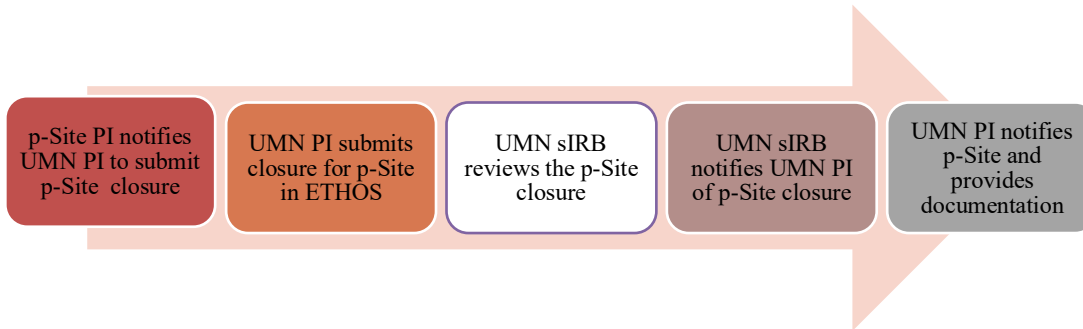 p-Site PI notifies
UMN PI to submit
p-Site closure
UMN PI submits
closure for p-Site
in ETHOS
UMN sIRB
reviews the p-Site
closure
UMN sIRB
notifies UMN PI
of p-Site closure
UMN PI notifies
p-Site and
provides
documentation